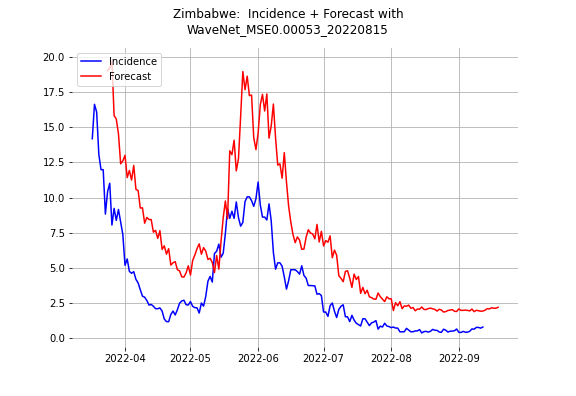 Zimbabwe:  Incidence + Forecast with
WaveNet_MSE0.00053_20220815
Incidence
Forecast
20.0
17.5
15.0
12.5
10.0
7.5
5.0
2.5
0.0
2022-04 2022-05 2022-06 2022-07 2022-08 2022-09